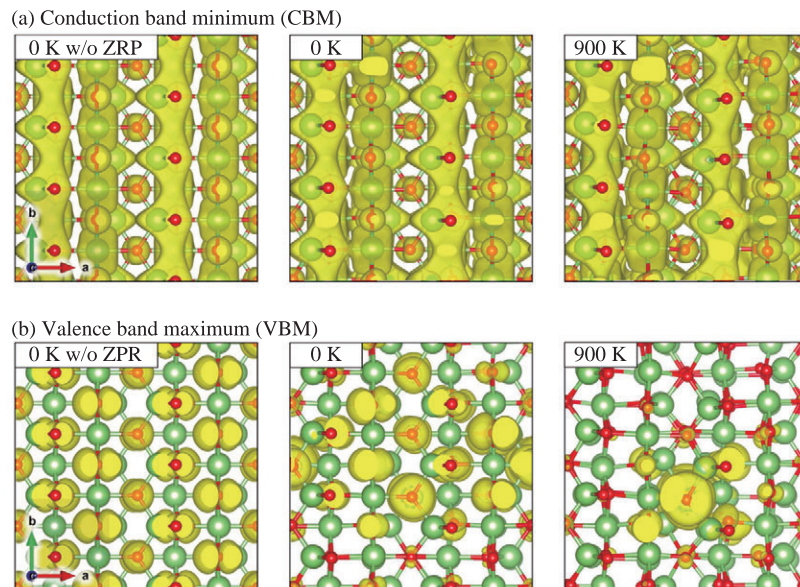 (a) Conduction band minimum (CBM)
0 K w/o ZRP
0 K
900 K
b
c
a
(b) Valence band maximum (VBM)
0 K w/o ZPR
0 K
900 K
b
c
a